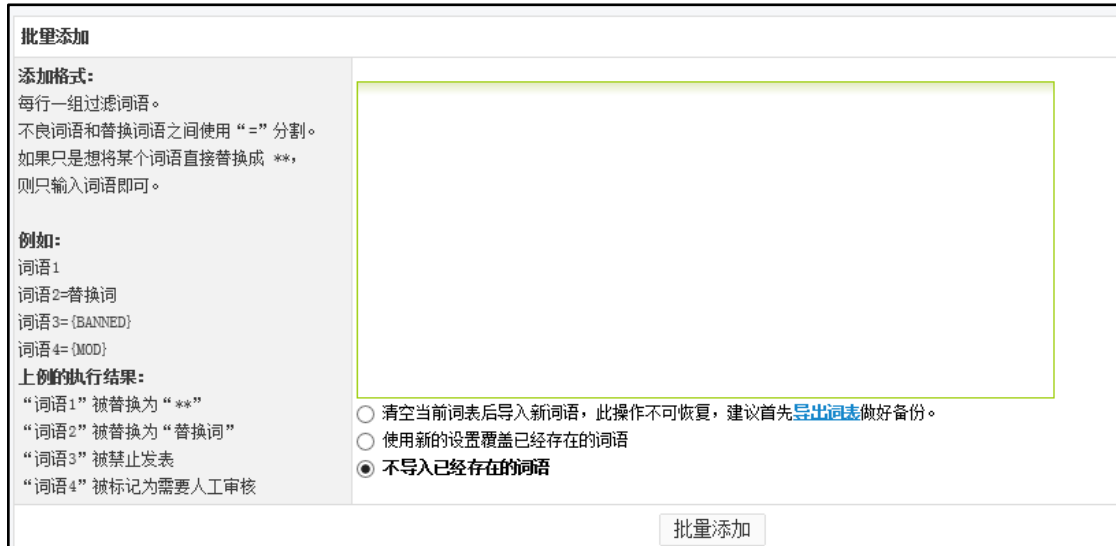 批里添加
添加格式：
每行一组过滤词语。
不良词语和替换词语之间使用“=”分割。
如果只是想将某个词语直接替换成 **，
则只输入词语即可。
例如：
词语1
词语2=替换词
词语3={BANNED}
词语4={MOD}
上例的执行结果：
“词语1”被替换为“**”
“词语2”被替换为“替换词”
“词语3”被禁止发表
“词语4”被标记为需要人工审核
清空当前词表后导入新词语，此操作不可恢复，建议首先导出词表做好备份。
使用新的设置覆盖已经存在的词语
不导入已经存在的词语
批量添加